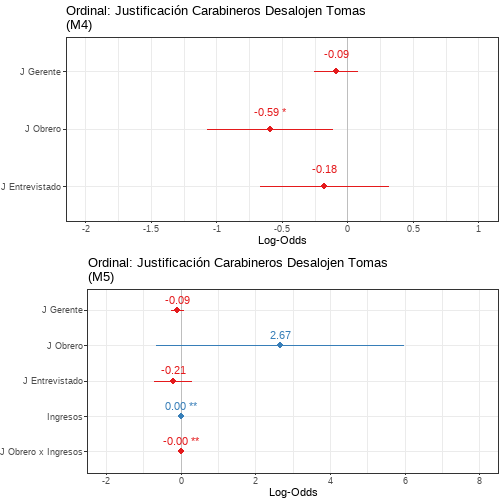 Ordinal: Justificación Carabineros Desalojen Tomas
(M4)
J Gerente
-0.09
J Obrero
-0.59 *
J Entrevistado
-0.18
-2 -1.5 -1 -0.5 0 0.5 1
Log-Odds
Ordinal: Justificación Carabineros Desalojen Tomas
(M5)
J Gerente
-0.09
J Obrero
2.67
J Entrevistado
-0.21
Ingresos
0.00 **
J Obrero x Ingresos
-0.00 **
-2 0 2 4 6 8
Log-Odds